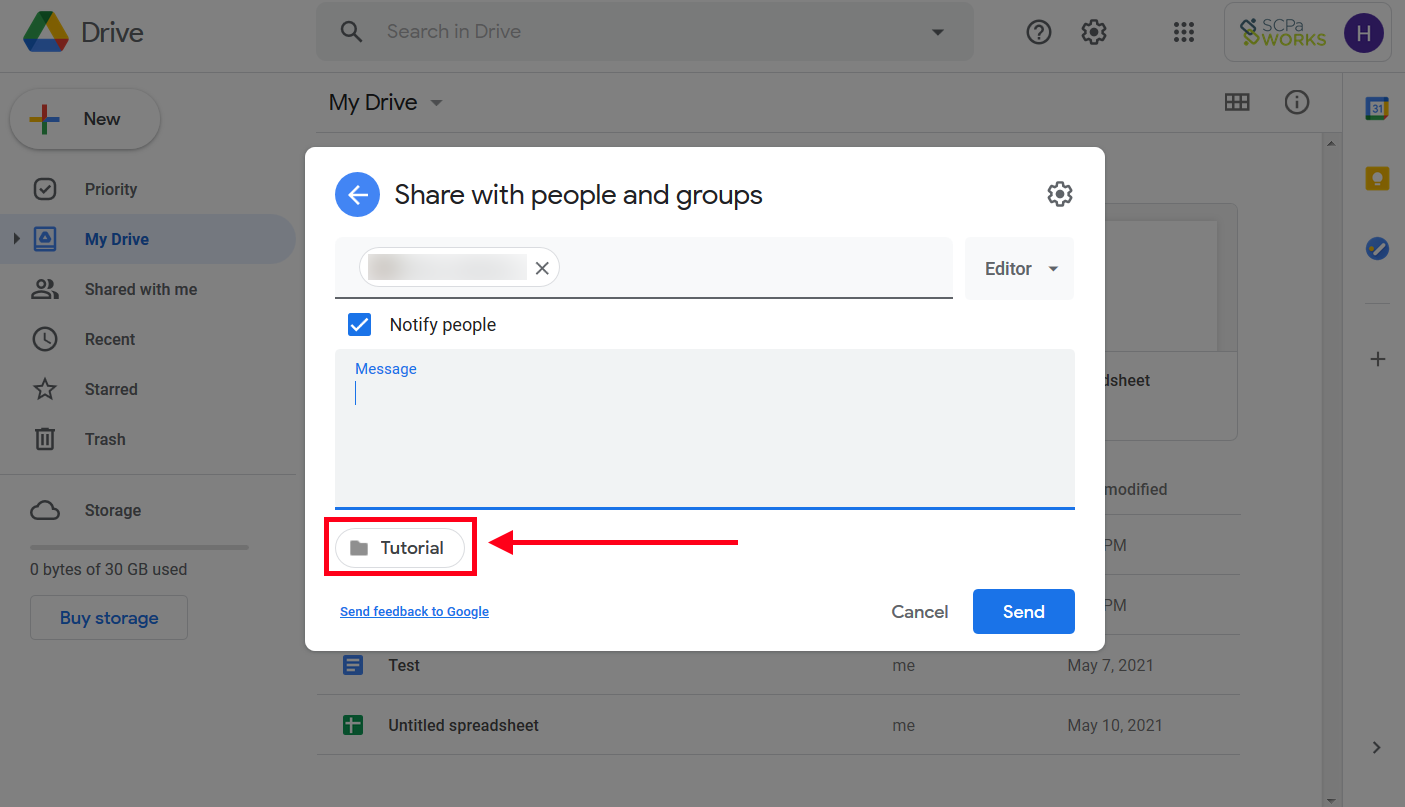 Drive
Search in Drive
SCPa
WORKS
H
New
My Drive
31
Priority
My Drive
Shared with me
Recent
Starred
Trash
Storage
0 bytes of 30 GB used
Buy storage
Share with people and groups
Editor
Notify people
Message
Tutorial
Send feedback to Google
Cancel
Send
dsheet
modified
PM
PM
Test me May 7, 2021
Untitled spreadsheet me May 10, 2021